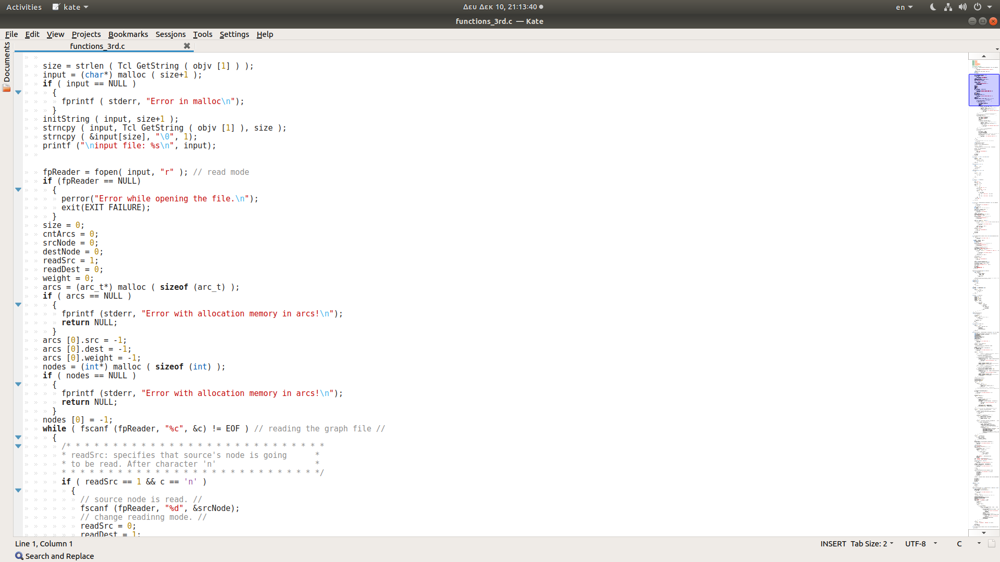 Activities kate Δευ Δεκ 10, 21:13:40 en
functions_3rd.c — Kate
File Edit View Projects Bookmarks Sessions Tools Settings Help
functions_3rd.c
Documents
size = strlen ( Tcl GetString ( objv [1] ) );
input = (char*) malloc ( size+1 );
if ( input == NULL )
{
fprintf ( stderr, "Error in malloc\n");
}
initString ( input, size+1 );
strncpy ( input, Tcl GetString ( objv [1] ), size );
strncpy ( &input[size], "\0", 1);
printf ("\ninput file: %s\n", input);
fpReader = fopen( input, "r" ); // read mode
if (fpReader == NULL)
{
perror("Error while opening the file.\n");
exit(EXIT FAILURE);
}
size = 0;
cntArcs = 0;
srcNode = 0;
destNode = 0;
readSrc = 1;
readDest = 0;
weight = 0;
arcs = (arc_t*) malloc ( sizeof (arc_t) );
if ( arcs == NULL )
{
fprintf (stderr, "Error with allocation memory in arcs!\n");
return NULL;
}
arcs [0].src = -1;
arcs [0].dest = -1;
arcs [0].weight = -1;
nodes = (int*) malloc ( sizeof (int) );
if ( nodes == NULL )
{
fprintf (stderr, "Error with allocation memory in arcs!\n");
return NULL;
}
nodes [0] = -1;
while ( fscanf (fpReader, "%c", &c) != EOF ) // reading the graph file //
{
/* * * * * * * * * * * * * * * * * * * * * * * * * * * *
* readSrc: specifies that source's node is going *
* to be read. After character 'n' *
* * * * * * * * * * * * * * * * * * * * * * * * * * * */
if ( readSrc == 1 && c == 'n' )
{
// source node is read. //
fscanf (fpReader, "%d", &srcNode);
// change readinng mode. //
readSrc = 0;
readDest = 1;
Line 1, Column 1 INSERT Tab Size: 2 UTF-8 C
Search and Replace